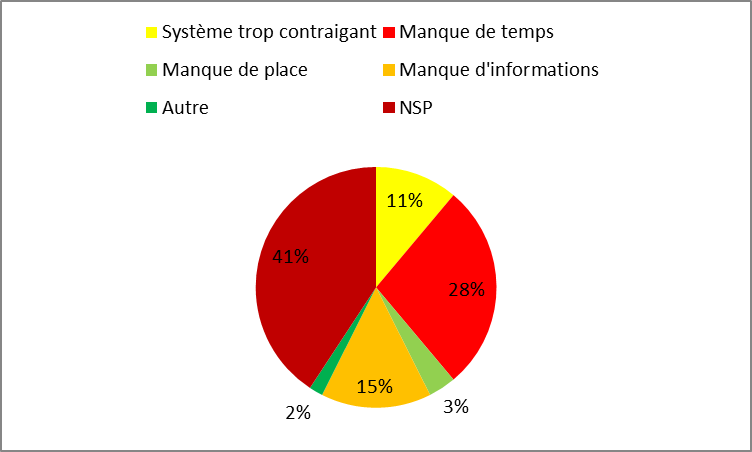 Système trop contraigant Manque de temps
Manque de place Manque d'informations
Autre NSP
11%
41%
28%
15%
3%
2%